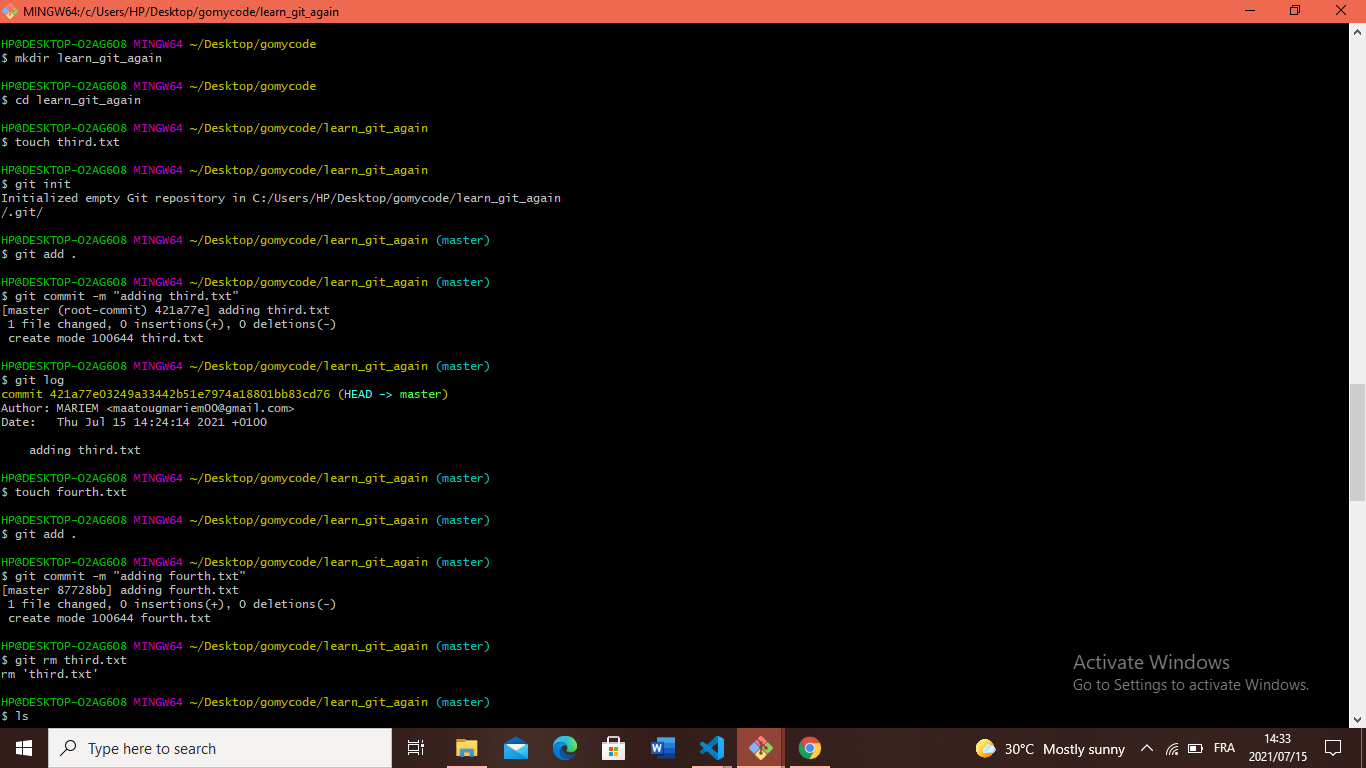 MINGW64:/c/Users/HP/Desktop/gomycode/learn_git_again
HP@DESKTOP-O2AG6O8 MINGW64 ~/Desktop/gomycode
$ mkdir learn_git_again
HP@DESKTOP-O2AG6O8 MINGW64 ~/Desktop/gomycode
$ cd learn_git_again
HP@DESKTOP-O2AG6O8 MINGW64 ~/Desktop/gomycode/learn_git_again
$ touch third.txt
HP@DESKTOP-O2AG6O8 MINGW64 ~/Desktop/gomycode/learn_git_again
$ git init
Initialized empty Git repository in C:/Users/HP/Desktop/gomycode/learn_git_again
/.git/
HP@DESKTOP-O2AG6O8 MINGW64 ~/Desktop/gomycode/learn_git_again (master)
$ git add .
HP@DESKTOP-O2AG6O8 MINGW64 ~/Desktop/gomycode/learn_git_again (master)
$ git commit -m "adding third.txt"
[master (root-commit) 421a77e] adding third.txt
 1 file changed, 0 insertions(+), 0 deletions(-)
 create mode 100644 third.txt
HP@DESKTOP-O2AG6O8 MINGW64 ~/Desktop/gomycode/learn_git_again (master)
$ git log
commit 421a77e03249a33442b51e7974a18801bb83cd76 (HEAD -> master)
Author: MARIEM <maatougmariem00@gmail.com>
Date:   Thu Jul 15 14:24:14 2021 +0100
    adding third.txt
HP@DESKTOP-O2AG6O8 MINGW64 ~/Desktop/gomycode/learn_git_again (master)
$ touch fourth.txt
HP@DESKTOP-O2AG6O8 MINGW64 ~/Desktop/gomycode/learn_git_again (master)
$ git add .
HP@DESKTOP-O2AG6O8 MINGW64 ~/Desktop/gomycode/learn_git_again (master)
$ git commit -m "adding fourth.txt"
[master 87728bb] adding fourth.txt
 1 file changed, 0 insertions(+), 0 deletions(-)
 create mode 100644 fourth.txt
HP@DESKTOP-O2AG6O8 MINGW64 ~/Desktop/gomycode/learn_git_again (master)
$ git rm third.txt
rm 'third.txt'
HP@DESKTOP-O2AG6O8 MINGW64 ~/Desktop/gomycode/learn_git_again (master)
$ ls
Activate Windows
Go to Settings to activate Windows.
Type here to search
30°C Mostly sunny
FRA
14:33
2021/07/15